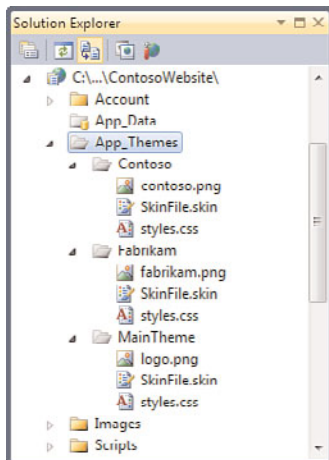 Solution Explorer
C:\...\ContosoWebsite\
Account
App_Data
App_Themes
Contoso
contoso.png
SkinFile.skin
styles.css
Fabrikam
fabrikam.png
SkinFile.skin
styles.css
MainTheme
logo.png
SkinFile.skin
styles.css
Images
Scripts